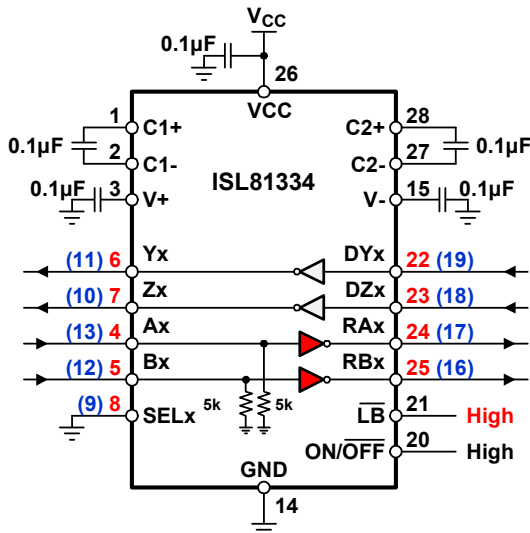 VCC
0.1µF
26
VCC
1 C1+
C2+ 28
0.1µF
0.1µF
2 C1-
C2- 27
ISL81334
0.1µF
3 V+
V- 15
0.1µF
(11) 6 Yx
DYx 22 (19)
(10) 7 Zx
DZx 23 (18)
(13) 4 Ax
RAx 24 (17)
(12) 5 Bx
RBx 25 (16)
5k 5k
(9) 8 SELx
LB 21 High
ON/OFF 20 High
GND
14